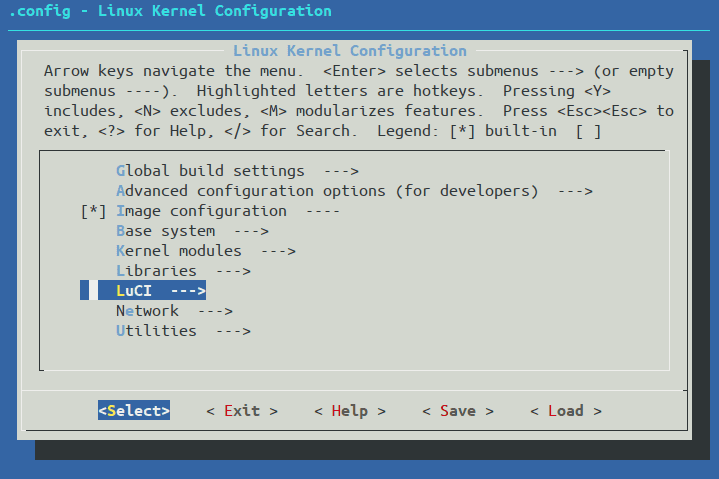 .config - Linux Kernel Configuration
Linux Kernel Configuration
Arrow keys navigate the menu.  <Enter> selects submenus ---> (or empty
submenus ----).  Highlighted letters are hotkeys.  Pressing <Y>
includes, <N> excludes, <M> modularizes features.  Press <Esc><Esc> to
exit, <?> for Help, </> for Search.  Legend: [*] built-in  [ ]
Global build settings  --->
Advanced configuration options (for developers)  --->
[*] Image configuration  ----
Base system  --->
Kernel modules  --->
Libraries  --->
LuCI  --->
Network  --->
Utilities  --->
<Select>    < Exit >    < Help >    < Save >    < Load >